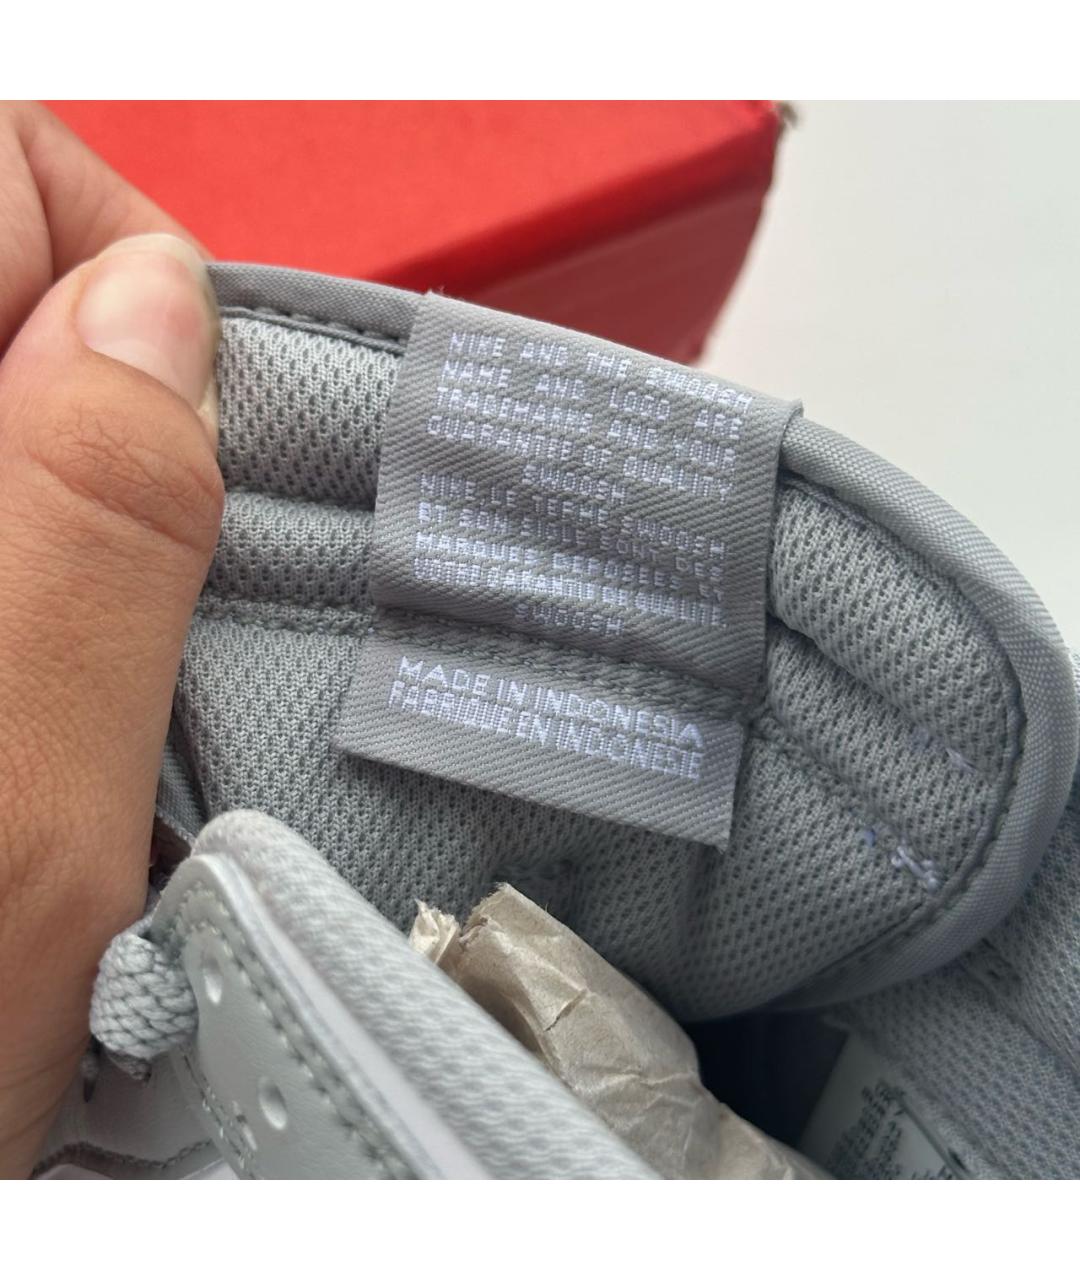 NIKE AND THE SWOOSH
NAME AND LOGO ARE
TRADEMARKS AND YOUR
GUARANTEE OF QUALITY
SWOOSH
NIKE, LE TERME SWOOSH
ET SON SIGLE SONT DES
MARQUES DEPOSEES, ET
VOTRE GARANTIE DE QUALITE.
SWOOSH
MADE IN INDONESIA
FABRIQUE EN INDONESIE